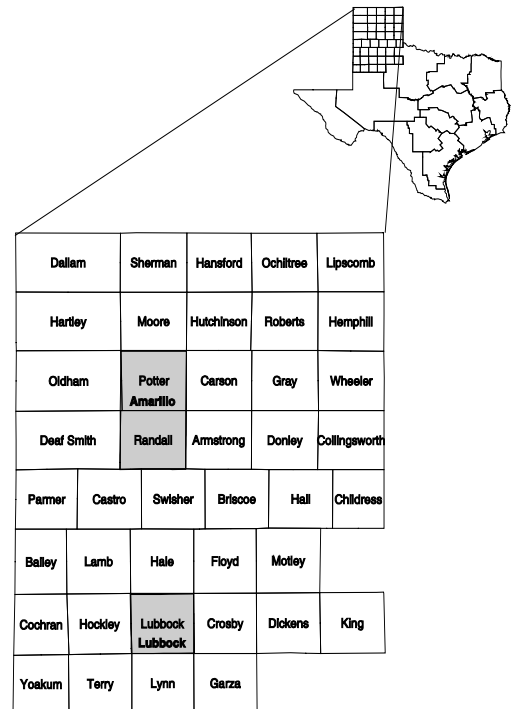 Dallam Sherman Hansford Ochiltree Lipscomb
Hartley Moore Hutchinson Roberts Hemphill
Oldham Potter Carson Gray Wheeler
Amarillo
Deaf Smith Randall Armstrong Donley Collingsworth
Parmer Castro Swisher Briscoe Hall Childress
Bailey Lamb Hale Floyd Motley
Cochran Hockley Lubbock Crosby Dickens King
Lubbock
Yoakum Terry Lynn Garza